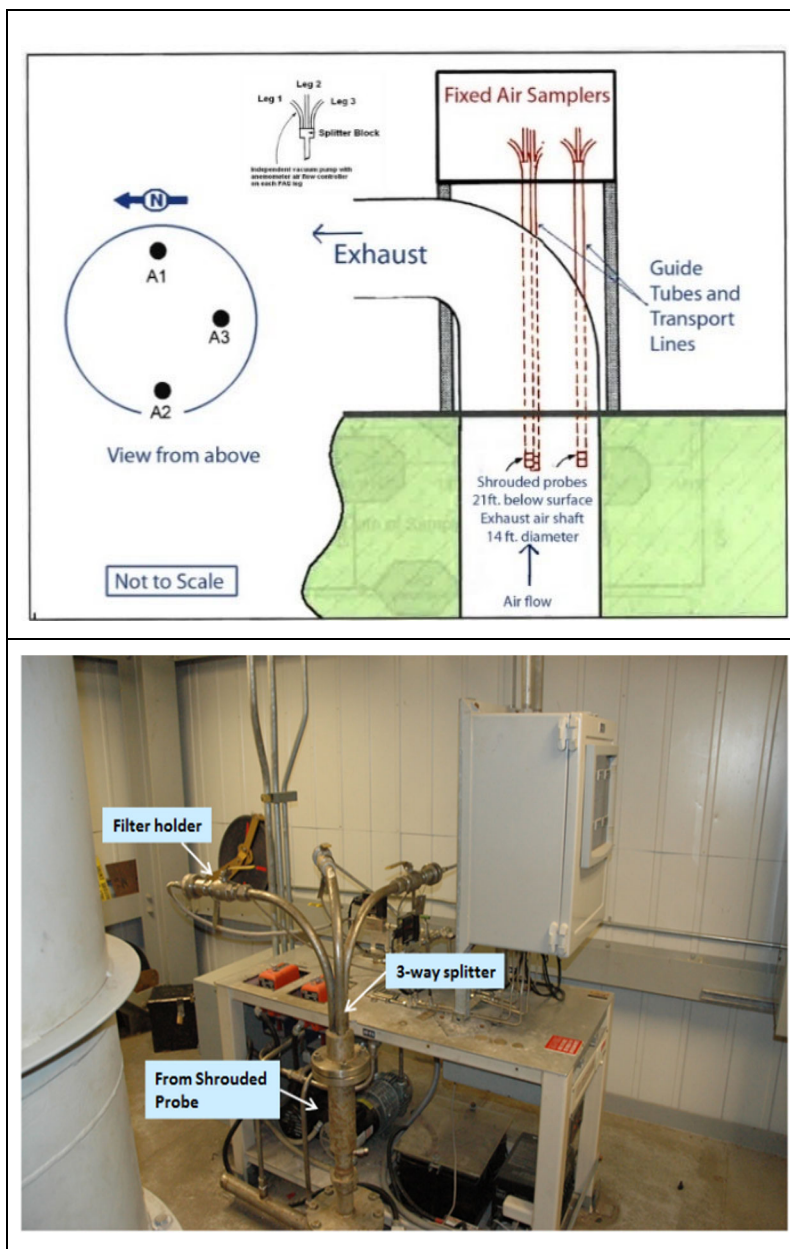 Leg 2
Leg 1
Leg 3
Splitter Block
Independent vacuum pump with
anemometer air flow controller
on each FAS leg
Fixed Air Samplers
N
Exhaust
A1
A3
A2
View from above
Guide
Tubes and
Transport
Lines
Shrouded probes
21ft. below surface
Exhaust air shaft
14 ft. diameter
Not to Scale
Air flow
Filter holder
3-way splitter
From Shrouded
Probe